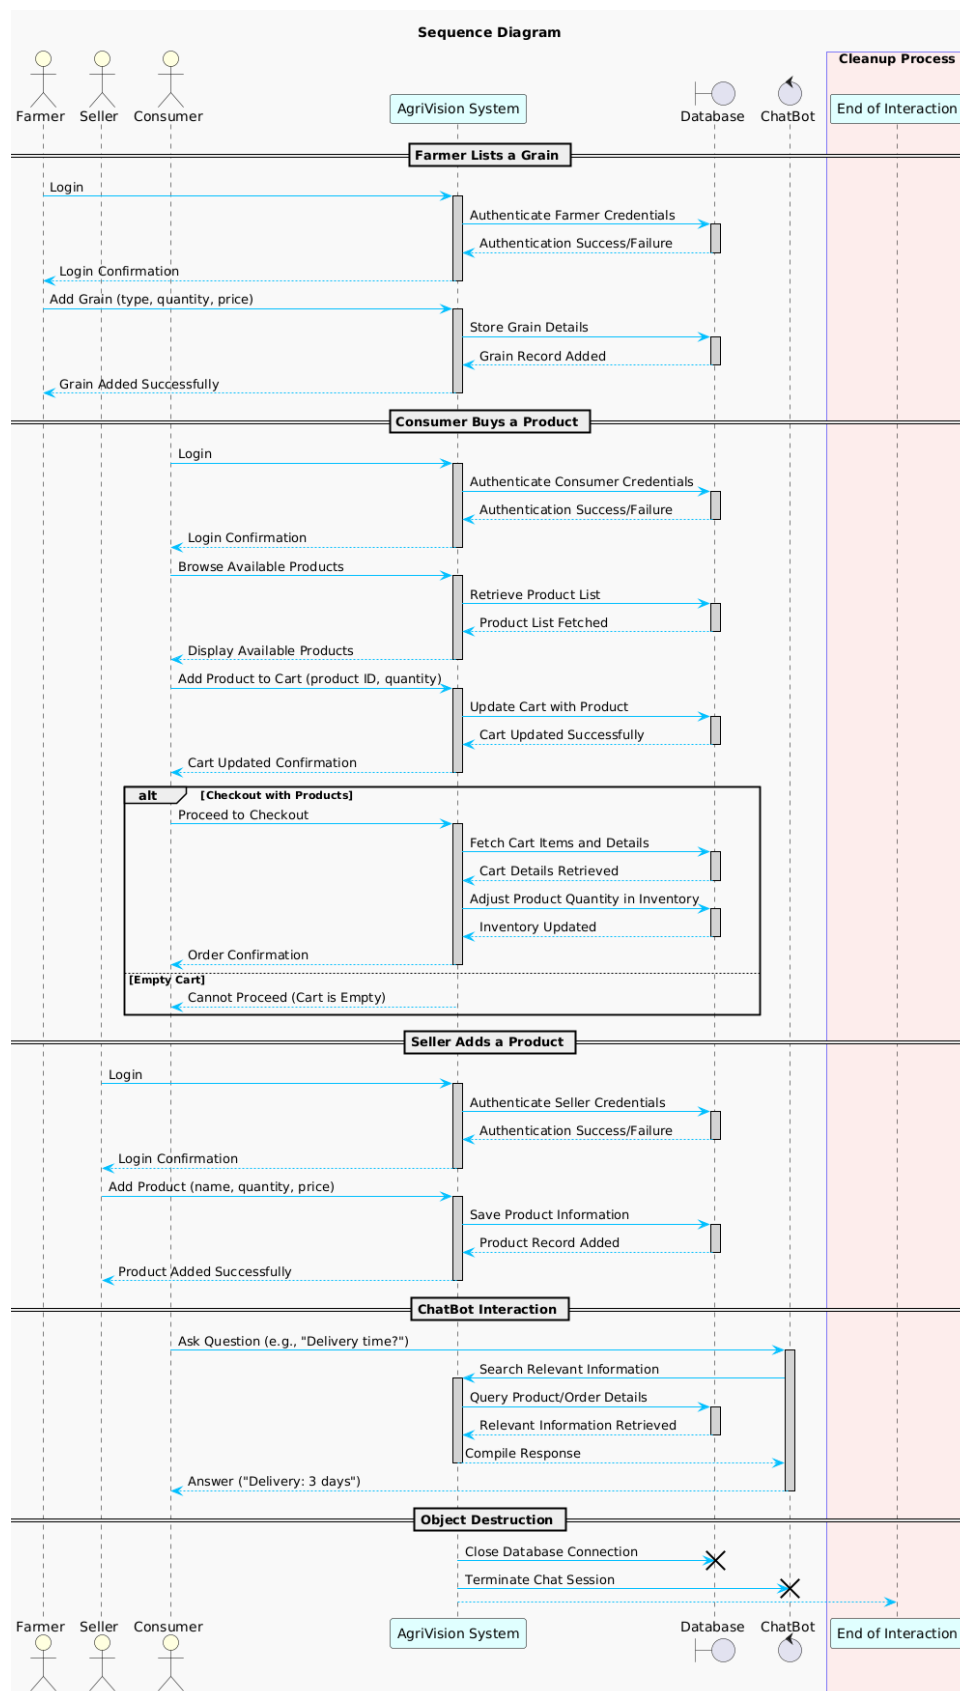 Sequence Diagram
Cleanup Process
Farmer
Seller
Consumer
AgriVision System
Database
ChatBot
End of Interaction
Farmer Lists a Grain
Login
Authenticate Farmer Credentials
Authentication Success/Failure
Login Confirmation
Add Grain (type, quantity, price)
Store Grain Details
Grain Record Added
Grain Added Successfully
Consumer Buys a Product
Login
Authenticate Consumer Credentials
Authentication Success/Failure
Login Confirmation
Browse Available Products
Retrieve Product List
Product List Fetched
Display Available Products
Add Product to Cart (product ID, quantity)
Update Cart with Product
Cart Updated Successfully
Cart Updated Confirmation
alt [Checkout with Products]
Proceed to Checkout
Fetch Cart Items and Details
Cart Details Retrieved
Adjust Product Quantity in Inventory
Inventory Updated
Order Confirmation
[Empty Cart]
Cannot Proceed (Cart is Empty)
Seller Adds a Product
Login
Authenticate Seller Credentials
Authentication Success/Failure
Login Confirmation
Add Product (name, quantity, price)
Save Product Information
Product Record Added
Product Added Successfully
ChatBot Interaction
Ask Question (e.g., "Delivery time?")
Search Relevant Information
Query Product/Order Details
Relevant Information Retrieved
Compile Response
Answer ("Delivery: 3 days")
Object Destruction
Close Database Connection
Terminate Chat Session
Farmer
Seller
Consumer
AgriVision System
Database
ChatBot
End of Interaction